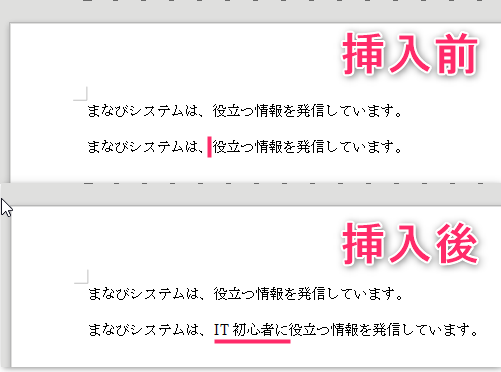 挿入前
まなびシステムは、役立つ情報を発信しています。
まなびシステムは、役立つ情報を発信しています。
挿入後
まなびシステムは、役立つ情報を発信しています。
まなびシステムは、IT 初心者に役立つ情報を発信しています。